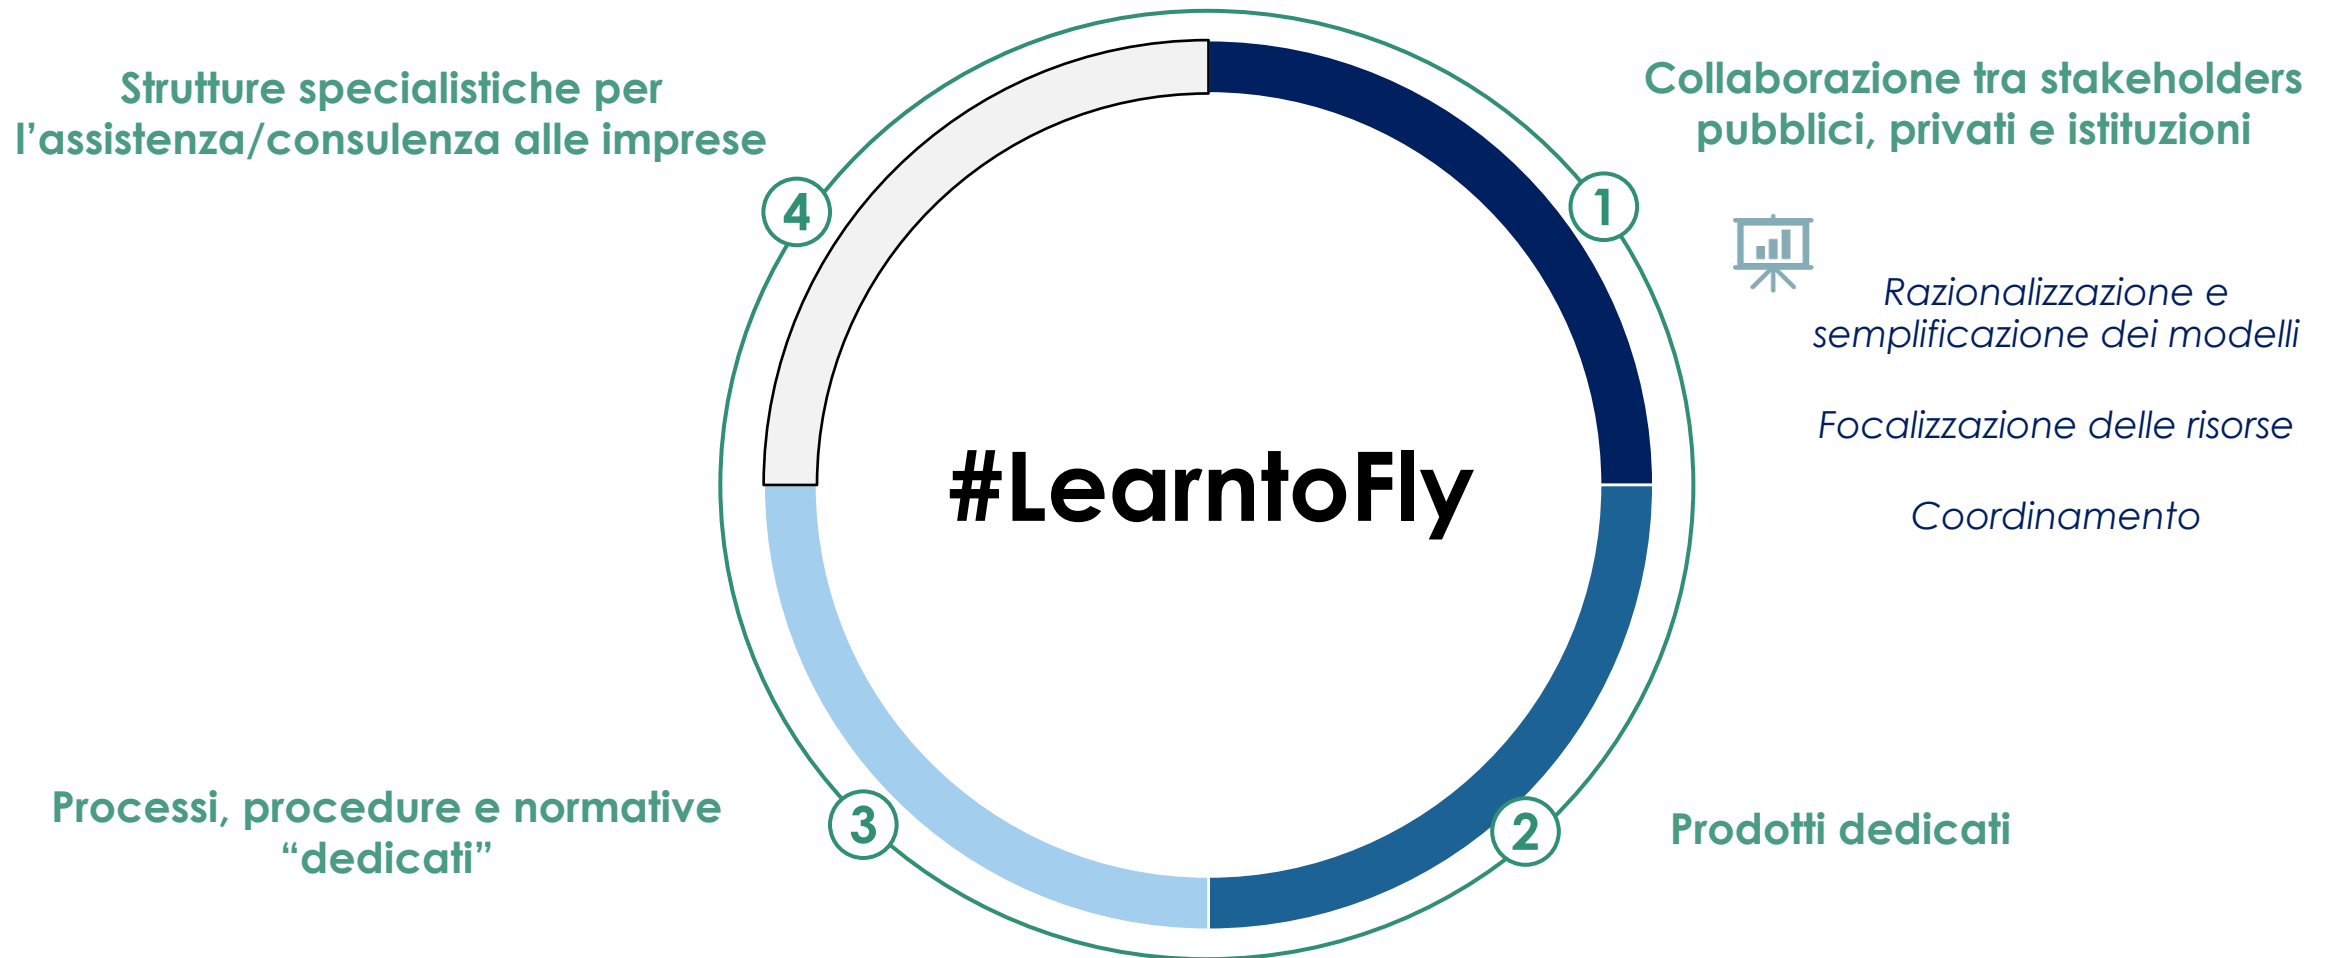 Strutture specialistiche per
l’assistenza/consulenza alle imprese
4
Collaborazione tra stakeholders
pubblici, privati e istituzioni
1
Razionalizzazione e
semplificazione dei modelli
Focalizzazione delle risorse
Coordinamento
#LearntoFly
Processi, procedure e normative
“dedicati”
3
2
Prodotti dedicati